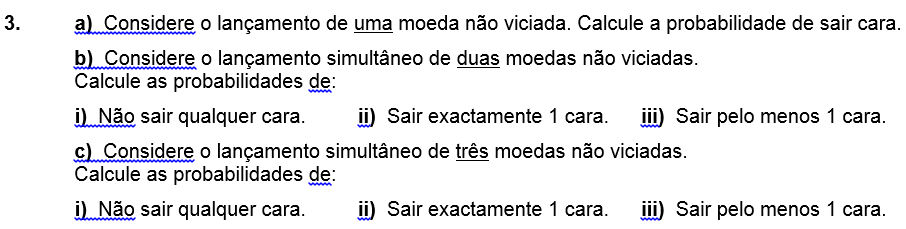 3. a) Considere o lançamento de uma moeda não viciada. Calcule a probabilidade de sair cara.
b) Considere o lançamento simultâneo de duas moedas não viciadas.
Calcule as probabilidades de:
i) Não sair qualquer cara. ii) Sair exactamente 1 cara. iii) Sair pelo menos 1 cara.
c) Considere o lançamento simultâneo de três moedas não viciadas.
Calcule as probabilidades de:
i) Não sair qualquer cara. ii) Sair exactamente 1 cara. iii) Sair pelo menos 1 cara.